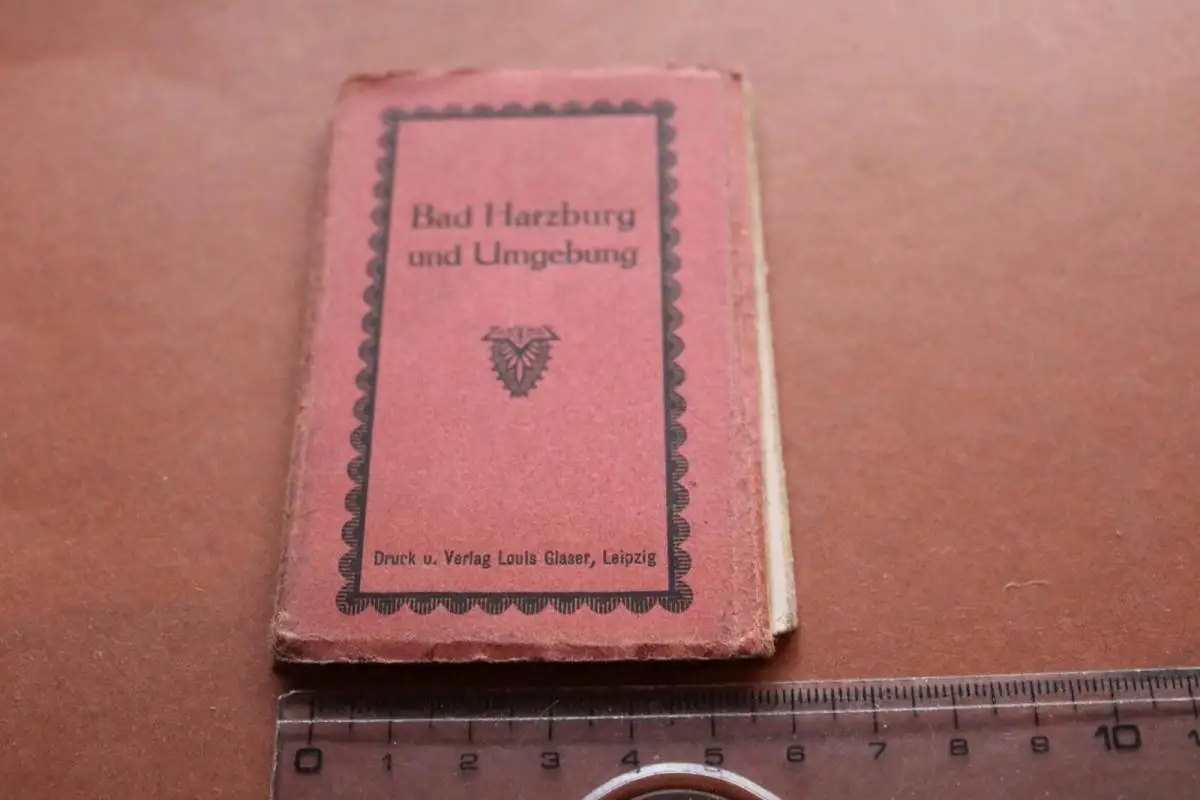 Bad Harzburg
und Umgebung
Druck u. Verlag Louis Glaser, Leipzig
0 1 2 3 4 5 6 7 8 9 10